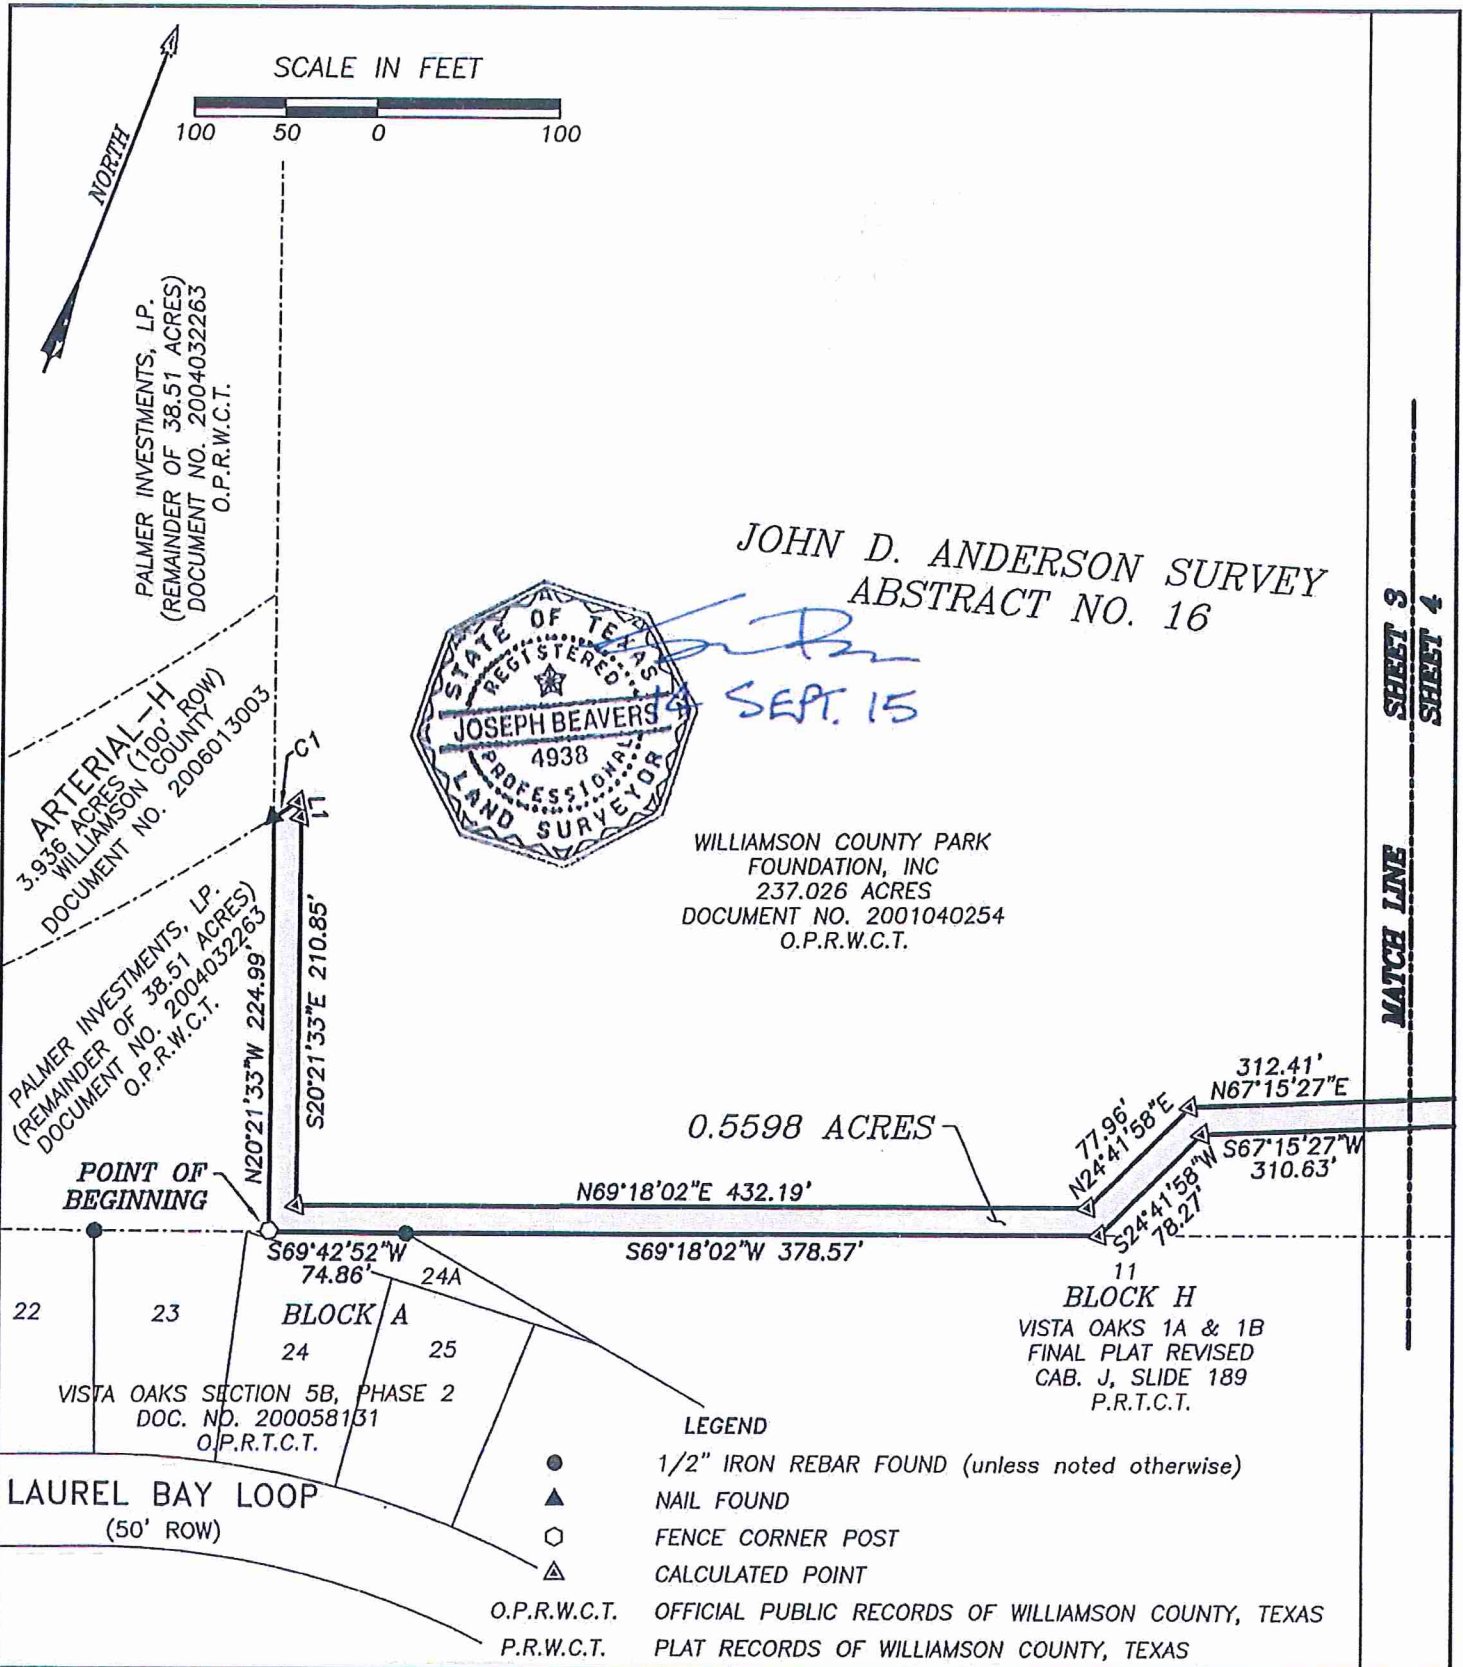 SCALE IN FEET
100 50 0 100
NORTH
PALMER INVESTMENTS, LP.
(REMAINDER OF 38.51 ACRES)
DOCUMENT NO. 2004032263
O.P.R.W.C.T.
JOHN D. ANDERSON SURVEY
ABSTRACT NO. 16
STATE OF TEXAS
REGISTERED
JOSEPH BEAVERS
4938
PROFESSIONAL
LAND SURVEYOR
14 SEPT. 15
SHEET 3
SHEET 4
MATCH LINE
ARTERIAL-H
3.936 ACRES (100' ROW)
WILLIAMSON COUNTY
DOCUMENT NO. 2006013003
C1
L1
WILLIAMSON COUNTY PARK
FOUNDATION, INC
237.026 ACRES
DOCUMENT NO. 2001040254
O.P.R.W.C.T.
PALMER INVESTMENTS, LP.
(REMAINDER OF 38.51 ACRES)
DOCUMENT NO. 2004032263
O.P.R.W.C.T.
N20°21'33"W 224.99'
S20°21'33"E 210.85'
POINT OF
BEGINNING
0.5598 ACRES
N69°18'02"E 432.19'
77.96'
N24°41'58"E
312.41'
N67°15'27"E
S67°15'27"W
310.63'
S24°41'58"W
78.27'
S69°42'52"W
74.86'
S69°18'02"W 378.57'
24A
22
23
BLOCK A
24
25
VISTA OAKS SECTION 5B, PHASE 2
DOC. NO. 200058131
O.P.R.T.C.T.
11
BLOCK H
VISTA OAKS 1A & 1B
FINAL PLAT REVISED
CAB. J, SLIDE 189
P.R.T.C.T.
LAUREL BAY LOOP
(50' ROW)
LEGEND
1/2" IRON REBAR FOUND (unless noted otherwise)
NAIL FOUND
FENCE CORNER POST
CALCULATED POINT
O.P.R.W.C.T. OFFICIAL PUBLIC RECORDS OF WILLIAMSON COUNTY, TEXAS
P.R.W.C.T. PLAT RECORDS OF WILLIAMSON COUNTY, TEXAS